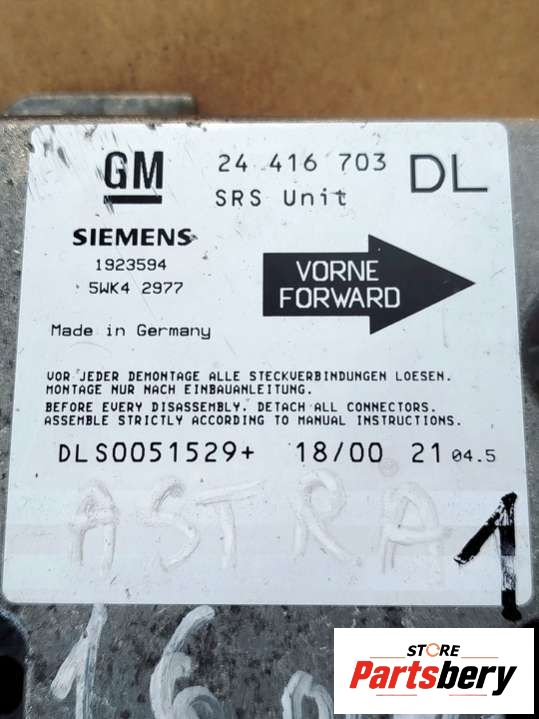 GM 24 416 703 DL
SRS Unit
SIEMENS
1923594
5WK4 2977
VORNE
FORWARD
Made in Germany
VOR JEDER DEMONTAGE ALLE STECKVERBINDUNGEN LOESEN.
MONTAGE NUR NACH EINBAUANLEITUNG.
BEFORE EVERY DISASSEMBLY, DETACH ALL CONNECTORS.
ASSEMBLE STRICTLY ACCORDING TO MANUAL INSTRUCTIONS.
DLS0051529+ 18/00 21 04.5
ASTRA 1
16
STORE
Partsbery